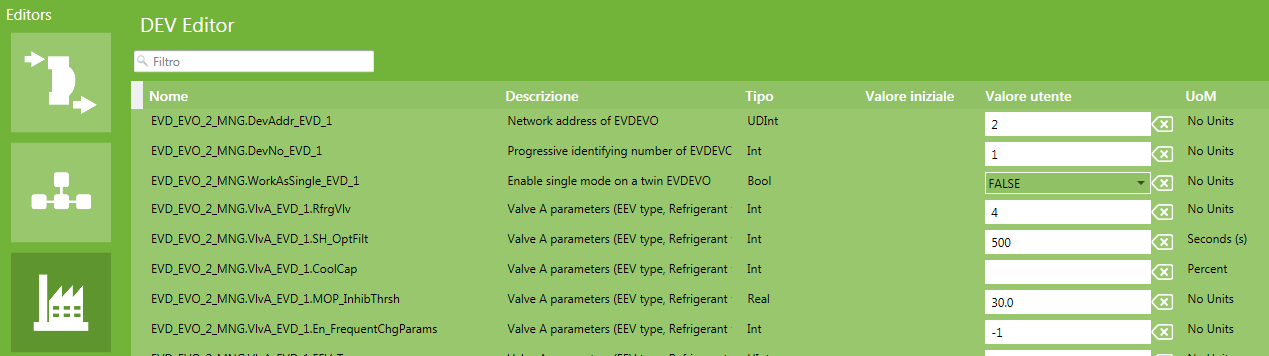 Editors
DEV Editor
Filtro
Nome Descrizione Tipo Valore iniziale Valore utente UoM
EVD_EVO_2_MNG.DevAddr_EVD_1 Network address of EVDEVO UDInt 2 No Units
EVD_EVO_2_MNG.DevNo_EVD_1 Progressive identifying number of EVDEVO Int 1 No Units
EVD_EVO_2_MNG.WorkAsSingle_EVD_1 Enable single mode on a twin EVDEVO Bool FALSE No Units
EVD_EVO_2_MNG.VlvA_EVD_1.RfrgVlv Valve A parameters (EEV type, Refrigerant Int 4 No Units
EVD_EVO_2_MNG.VlvA_EVD_1.SH_OptFilt Valve A parameters (EEV type, Refrigerant Int 500 Seconds (s)
EVD_EVO_2_MNG.VlvA_EVD_1.CoolCap Valve A parameters (EEV type, Refrigerant Int Percent
EVD_EVO_2_MNG.VlvA_EVD_1.MOP_InhibThrsh Valve A parameters (EEV type, Refrigerant Real 30.0 No Units
EVD_EVO_2_MNG.VlvA_EVD_1.En_FrequentChgParams Valve A parameters (EEV type, Refrigerant Int -1 No Units